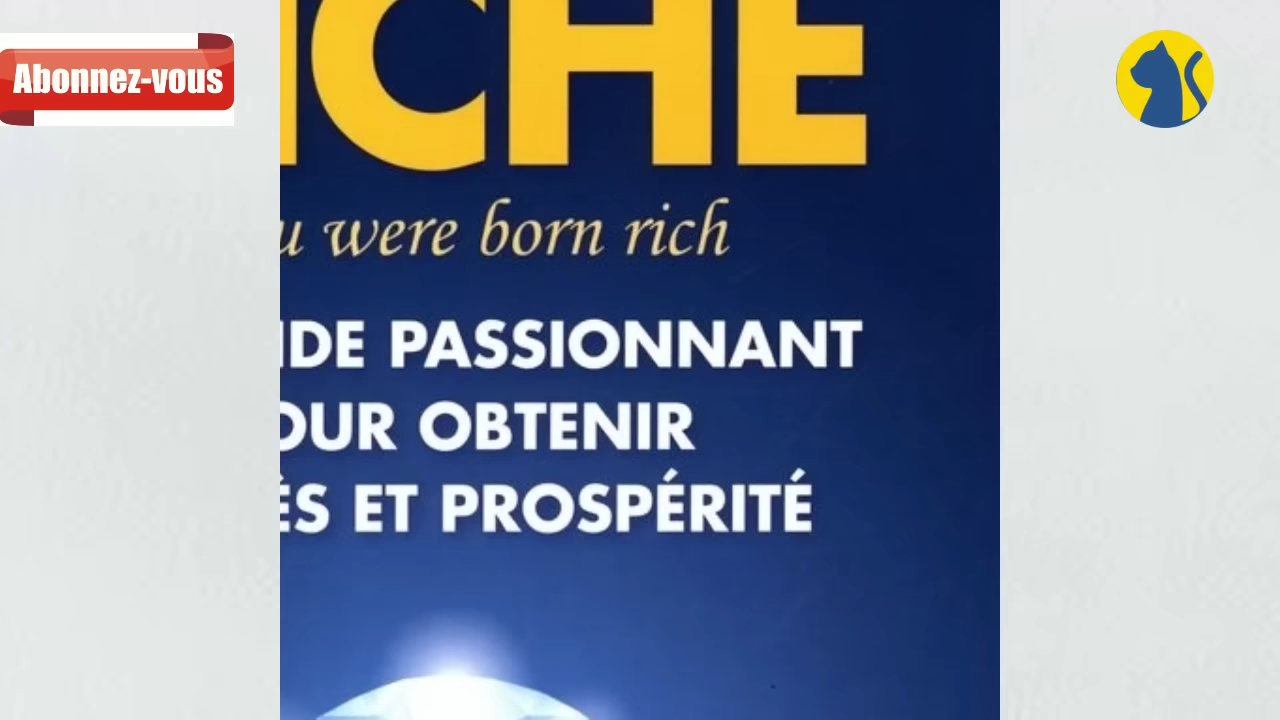 Abonnez-vous
ICHE
u were born rich
IDE PASSIONNANT
OUR OBTENIR
ÉS ET PROSPÉRITÉ